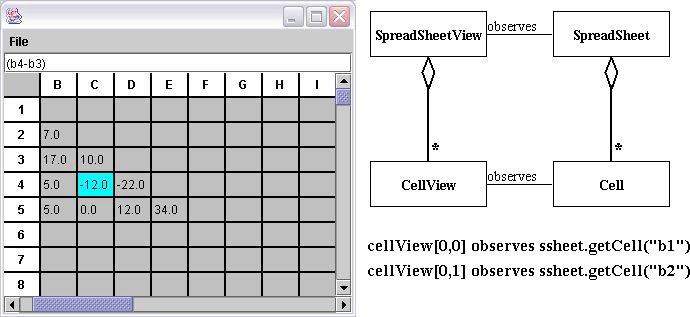 File
(b4-b3)
B C D E F G H I
1
2 7.0
3 17.0 10.0
4 5.0 -12.0 -22.0
5 5.0 0.0 12.0 34.0
6
7
8
SpreadSheetView observes SpreadSheet
* *
CellView observes Cell
cellView[0,0] observes ssheet.getCell("b1")
cellView[0,1] observes ssheet.getCell("b2")